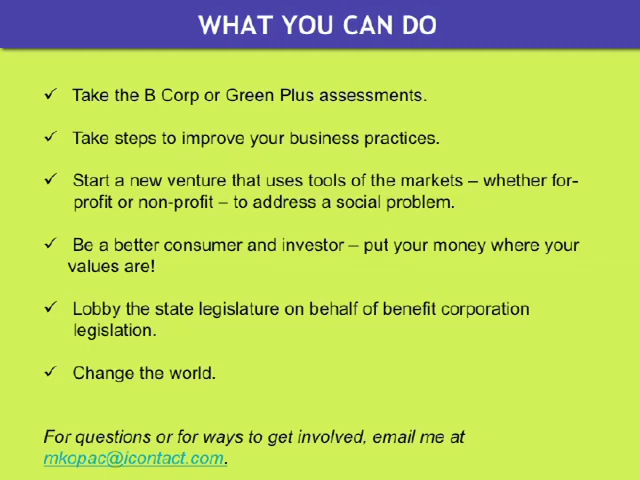 WHAT YOU CAN DO
✓ Take the B Corp or Green Plus assessments.
✓ Take steps to improve your business practices.
✓ Start a new venture that uses tools of the markets – whether for-
profit or non-profit – to address a social problem.
✓ Be a better consumer and investor – put your money where your
values are!
✓ Lobby the state legislature on behalf of benefit corporation
legislation.
✓ Change the world.
For questions or for ways to get involved, email me at
mkopac@icontact.com.